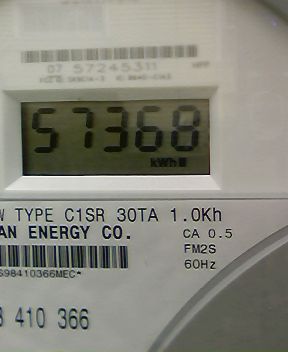 07 57245311
57368
kWh
TYPE C1SR 30TA 1.0Kh
AN ENERGY CO. CA 0.5
FM2S
60Hz
S98410366MEC*
410 366